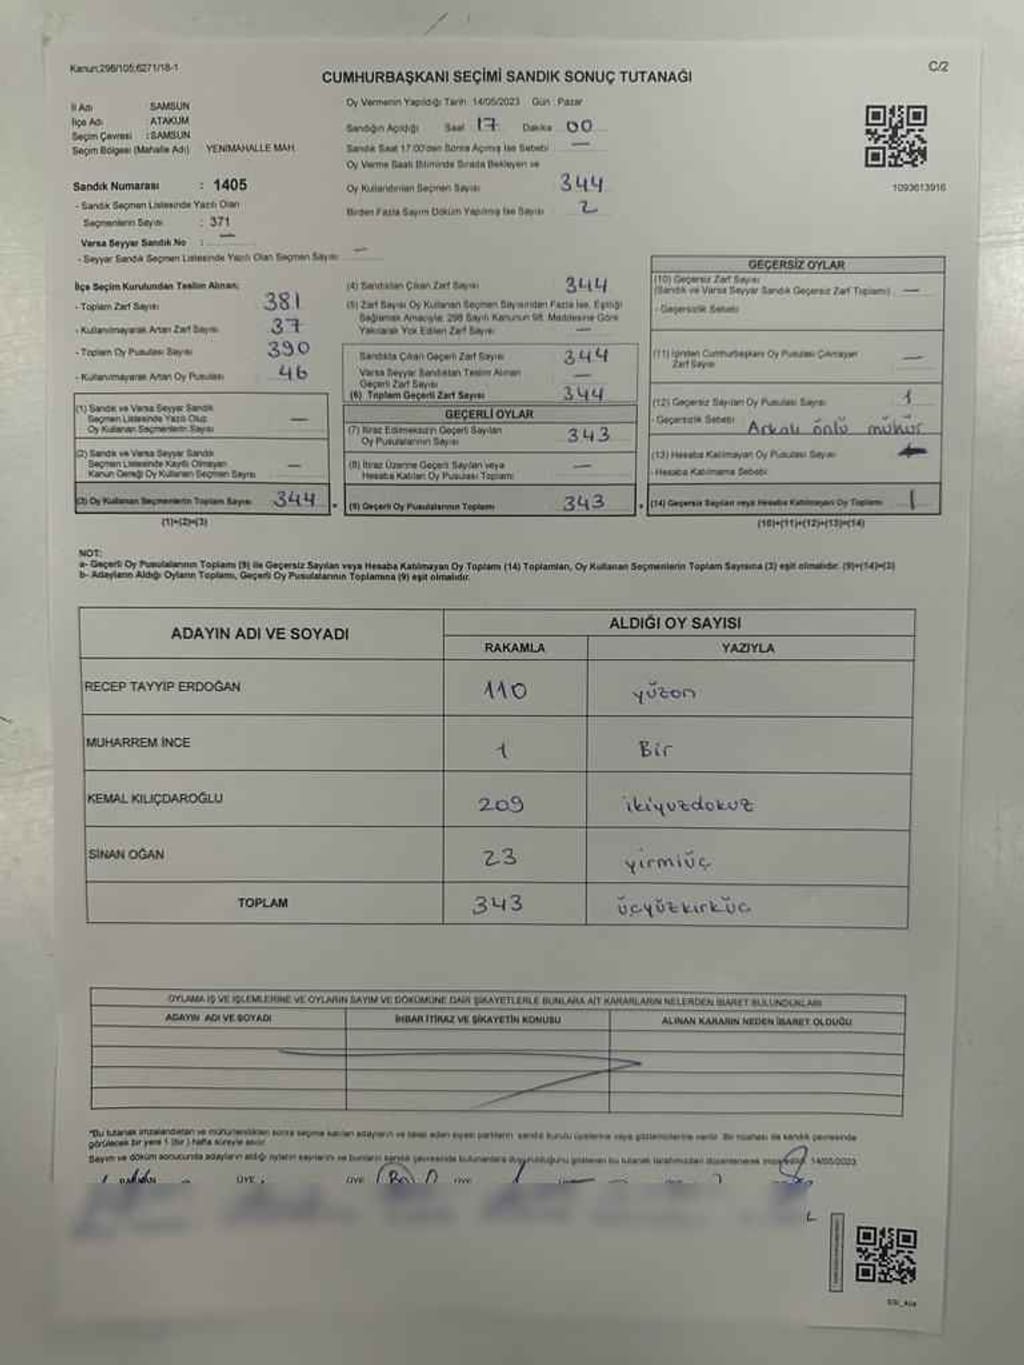 Kanun;298/105;6271/18-1
C/2
CUMHURBAŞKANI SEÇİMİ SANDIK SONUÇ TUTANAĞI
İl Adı SAMSUN
İlçe Adı ATAKUM
Seçim Çevresi : SAMSUN
Seçim Bölgesi (Mahalle Adı) YENİMAHALLE MAH.
Sandık Numarası : 1405
- Sandık Seçmen Listesinde Yazılı Olan
Seçmenlerin Sayısı : 371
Varsa Seyyar Sandık No : —
- Seyyar Sandık Seçmen Listesinde Yazılı Olan Seçmen Sayısı —
Oy Vermenin Yapıldığı Tarih : 14/05/2023 Gün : Pazar
Sandığın Açıldığı Saat 17 Dakika 00
Sandık Saat 17:00'den Sonra Açılmış İse Sebebi —
Oy Verme Saati Bitiminde Sırada Bekleyen ve
Oy Kullandırılan Seçmen Sayısı 344
Birden Fazla Sayım Döküm Yapılmış İse Sayısı 2
1093613916
İlçe Seçim Kurulundan Teslim Alınan;
- Toplam Zarf Sayısı 381
- Kullanılmayarak Artan Zarf Sayısı 37
- Toplam Oy Pusulası Sayısı 390
- Kullanılmayarak Artan Oy Pusulası 46
(1) Sandık ve Varsa Seyyar Sandık
Seçmen Listesinde Yazılı Olup
Oy Kullanan Seçmenlerin Sayısı —
(2) Sandık ve Varsa Seyyar Sandık
Seçmen Listesinde Kayıtlı Olmayan
Kanun Gereği Oy Kullanan Seçmen Sayısı —
(3) Oy Kullanan Seçmenlerin Toplam Sayısı 344
(1)+(2)=(3)
(4) Sandıktan Çıkan Zarf Sayısı 344
(5) Zarf Sayısı Oy Kullanan Seçmen Sayısından Fazla İse, Eşitliği
Sağlamak Amacıyla; 298 Sayılı Kanunun 98. Maddesine Göre
Yakılarak Yok Edilen Zarf Sayısı —
Sandıkta Çıkan Geçerli Zarf Sayısı 344
Varsa Seyyar Sandıktan Teslim Alınan
Geçerli Zarf Sayısı —
(6) Toplam Geçerli Zarf Sayısı 344
GEÇERLİ OYLAR
(7) İtiraz Edilmeksizin Geçerli Sayılan
Oy Pusulalarının Sayısı 343
(8) İtiraz Üzerine Geçerli Sayılan veya
Hesaba Katılan Oy Pusulası Toplamı —
(9) Geçerli Oy Pusulalarının Toplamı 343
GEÇERSİZ OYLAR
(10) Geçersiz Zarf Sayısı
(Sandık ve Varsa Seyyar Sandık Geçersiz Zarf Toplamı) —
- Geçersizlik Sebebi
(11) İçinden Cumhurbaşkanı Oy Pusulası Çıkmayan
Zarf Sayısı —
(12) Geçersiz Sayılan Oy Pusulası Sayısı 1
- Geçersizlik Sebebi Arkalı önlü mühür
(13) Hesaba Katılmayan Oy Pusulası Sayısı
- Hesaba Katılmama Sebebi
(14) Geçersiz Sayılan veya Hesaba Katılmayan Oy Toplamı 1
(10)+(11)+(12)+(13)=(14)
NOT:
a- Geçerli Oy Pusulalarının Toplamı (9) ile Geçersiz Sayılan veya Hesaba Katılmayan Oy Toplamı (14) Toplamları, Oy Kullanan Seçmenlerin Toplam Sayısına (3) eşit olmalıdır. (9)+(14)=(3)
b- Adayların Aldığı Oyların Toplamı, Geçerli Oy Pusulalarının Toplamına (9) eşit olmalıdır.
ADAYIN ADI VE SOYADI ALDIĞI OY SAYISI
RAKAMLA YAZIYLA
RECEP TAYYİP ERDOĞAN 110 yüzon
MUHARREM İNCE 1 Bir
KEMAL KILIÇDAROĞLU 209 ikiyüzdokuz
SİNAN OĞAN 23 yirmiüç
TOPLAM 343 üçyüzkırküç
OYLAMA İŞ VE İŞLEMLERİNE VE OYLARIN SAYIM VE DÖKÜMÜNE DAİR ŞİKAYETLERLE BUNLARA AİT KARARLARIN NELERDEN İBARET BULUNDUKLARI
ADAYIN ADI VE SOYADI İHBAR İTİRAZ VE ŞİKAYETİN KONUSU ALINAN KARARIN NEDEN İBARET OLDUĞU
*Bu tutanak imzalandıktan ve mühürlendikten sonra seçime katılan adayların ve talep eden siyasi partilerin sandık kurulu üyelerine veya gözlemcilerine verilir. Bir nüshası da sandık çevresinde
görülecek bir yere 1 (bir ) hafta süreyle asılır.
Sayım ve döküm sonucunda adayların aldığı oyların sayılarını ve bunların sandık çevresinde bulunanlara duyurulduğunu gösteren bu tutanak tarafımızdan düzenlenerek 14/05/2023
ÜYE ÜYE ÜYE